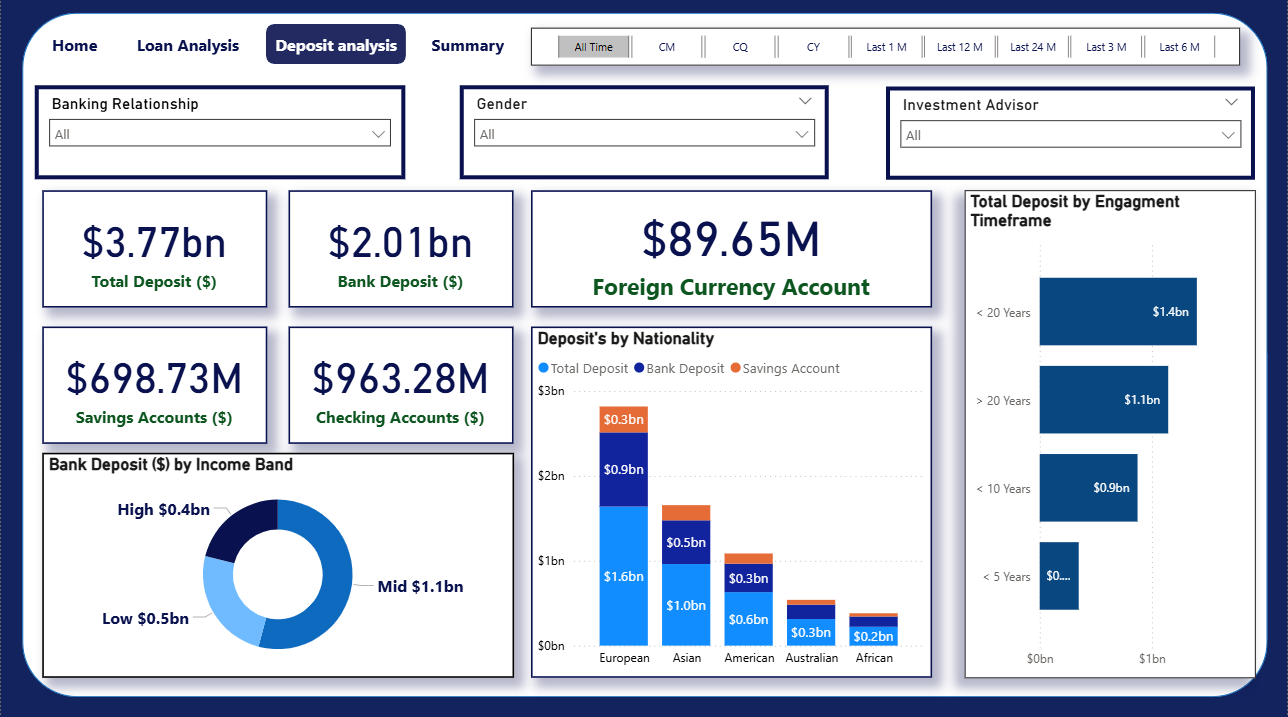 Home
Loan Analysis
Deposit analysis
Summary
All Time
CM
CQ
CY
Last 1 M
Last 12 M
Last 24 M
Last 3 M
Last 6 M
Banking Relationship
All
Gender
All
Investment Advisor
All
$3.77bn
Total Deposit ($)
$2.01bn
Bank Deposit ($)
$89.65M
Foreign Currency Account
$698.73M
Savings Accounts ($)
$963.28M
Checking Accounts ($)
Bank Deposit ($) by Income Band
High $0.4bn
Mid $1.1bn
Low $0.5bn
Deposit's by Nationality
Total Deposit
Bank Deposit
Savings Account
$3bn
$2bn
$1bn
$0bn
$0.3bn
$0.9bn
$1.6bn
$0.5bn
$1.0bn
$0.3bn
$0.6bn
$0.3bn
$0.2bn
European
Asian
American
Australian
African
Total Deposit by Engagment
Timeframe
< 20 Years
$1.4bn
> 20 Years
$1.1bn
< 10 Years
$0.9bn
< 5 Years
$0....
$0bn
$1bn